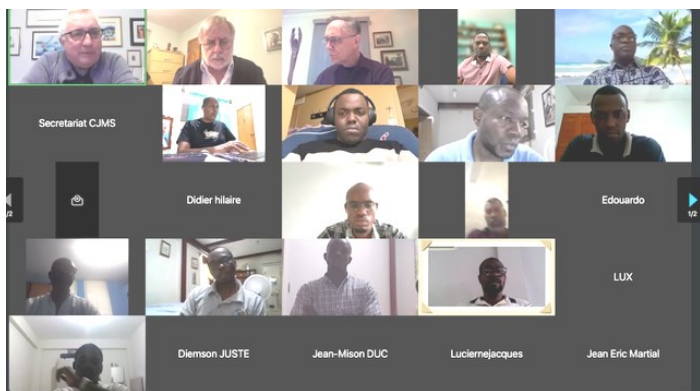 Secretariat CJMS
1/2
Didier hilaire
Edouardo
1/2
LUX
Diemson JUSTE
Jean-Mison DUC
Luciernejacques
Jean Eric Martial